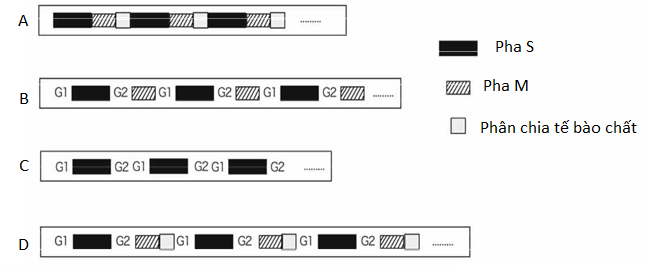 A ..........
Pha S
B G1 G2 G1 G2 G1 G2 ..........
Pha M
Phân chia tế bào chất
C G1 G2 G1 G2 G1 G2 ..........
D G1 G2 G1 G2 G1 G2 ..........